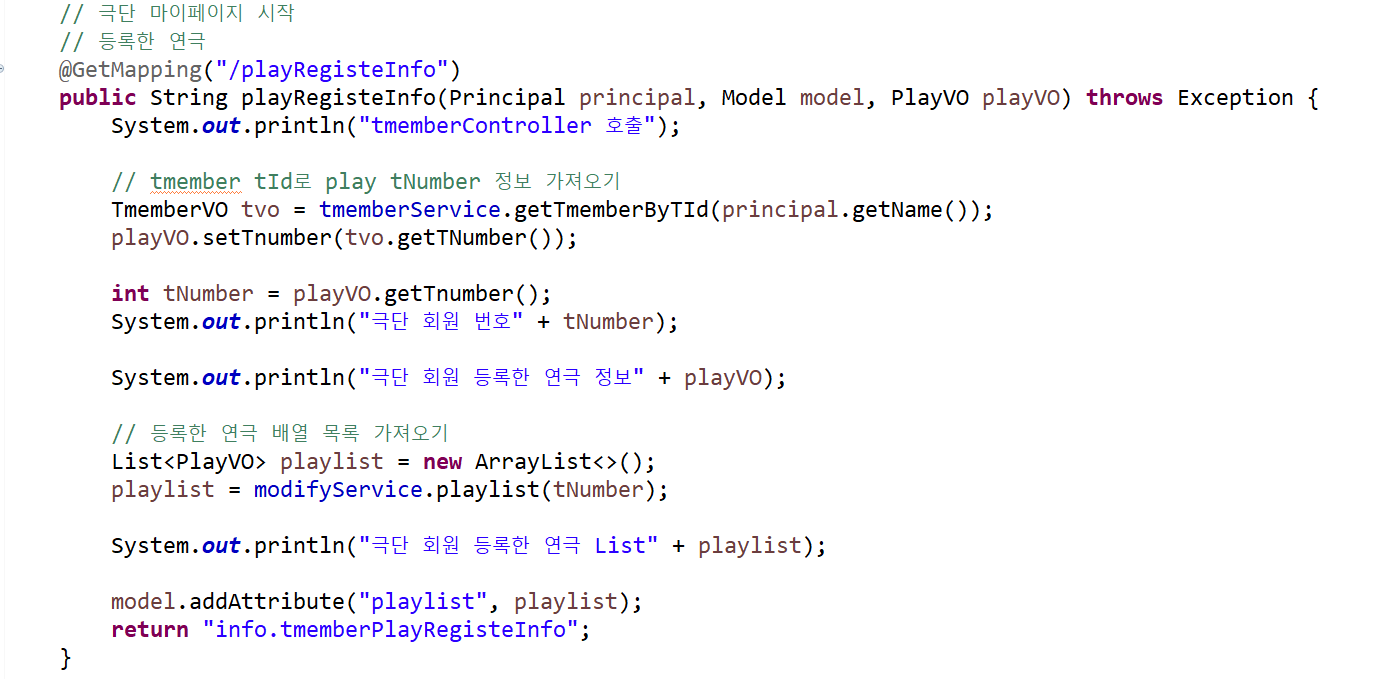 // 극단 마이페이지 시작
// 등록한 연극
@GetMapping("/playRegisteInfo")
public String playRegisteInfo(Principal principal, Model model, PlayVO playVO) throws Exception {
System.out.println("tmemberController 호출");
// tmember tId로 play tNumber 정보 가져오기
TmemberVO tvo = tmemberService.getTmemberByTId(principal.getName());
playVO.setTnumber(tvo.getTNumber());
int tNumber = playVO.getTnumber();
System.out.println("극단 회원 번호" + tNumber);
System.out.println("극단 회원 등록한 연극 정보" + playVO);
// 등록한 연극 배열 목록 가져오기
List<PlayVO> playlist = new ArrayList<>();
playlist = modifyService.playlist(tNumber);
System.out.println("극단 회원 등록한 연극 List" + playlist);
model.addAttribute("playlist", playlist);
return "info.tmemberPlayRegisteInfo";
}